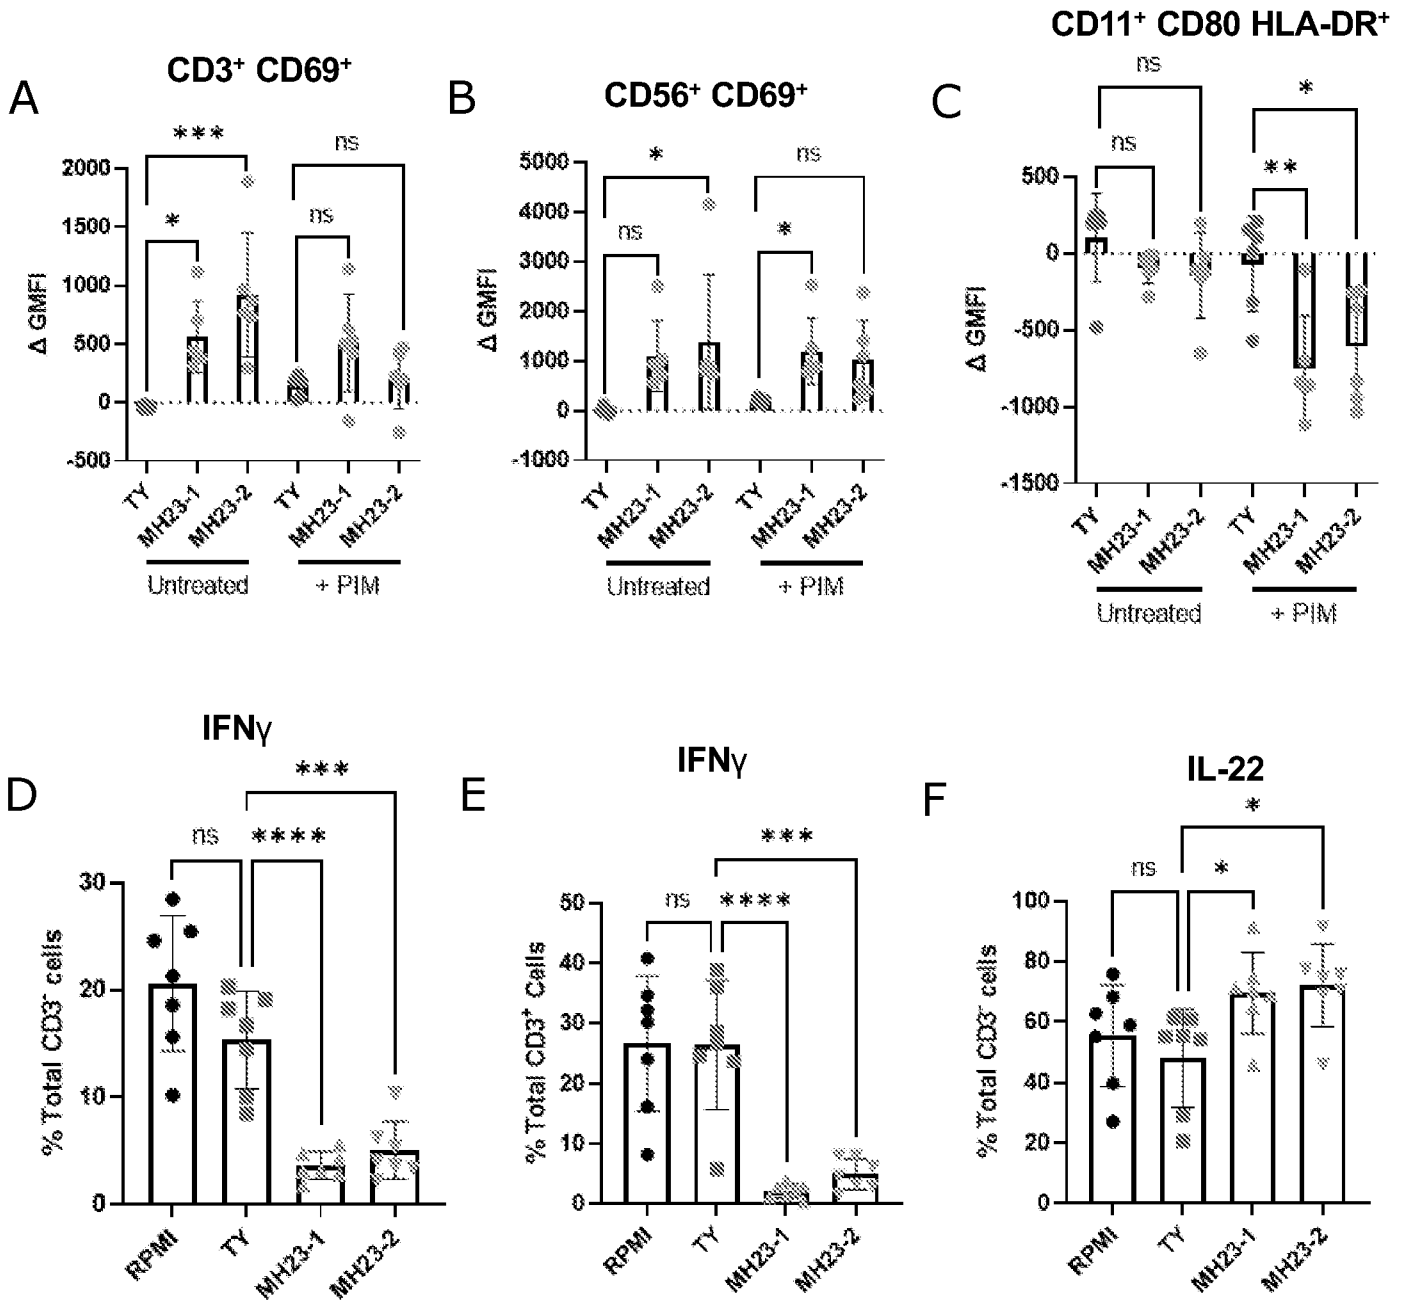 A
CD3+ CD69+
***
ns
*
ns
2000
1500
1000
500
0
-500
Δ GMFI
TY
MH23-1
MH23-2
TY
MH23-1
MH23-2
Untreated
+ PIM
B
CD56+ CD69+
*
ns
ns
*
5000
4000
3000
2000
1000
0
-1000
Δ GMFI
TY
MH23-1
MH23-2
TY
MH23-1
MH23-2
Untreated
+ PIM
C
CD11+ CD80 HLA-DR+
ns
*
ns
**
500
0
-500
-1000
-1500
Δ GMFI
TY
MH23-1
MH23-2
TY
MH23-1
MH23-2
Untreated
+ PIM
D
IFNγ
***
ns
****
30
20
10
0
% Total CD3- cells
RPMI
TY
MH23-1
MH23-2
E
IFNγ
***
ns
****
50
40
30
20
10
0
% Total CD3+ Cells
RPMI
TY
MH23-1
MH23-2
F
IL-22
*
ns
*
100
80
60
40
20
0
% Total CD3- cells
RPMI
TY
MH23-1
MH23-2